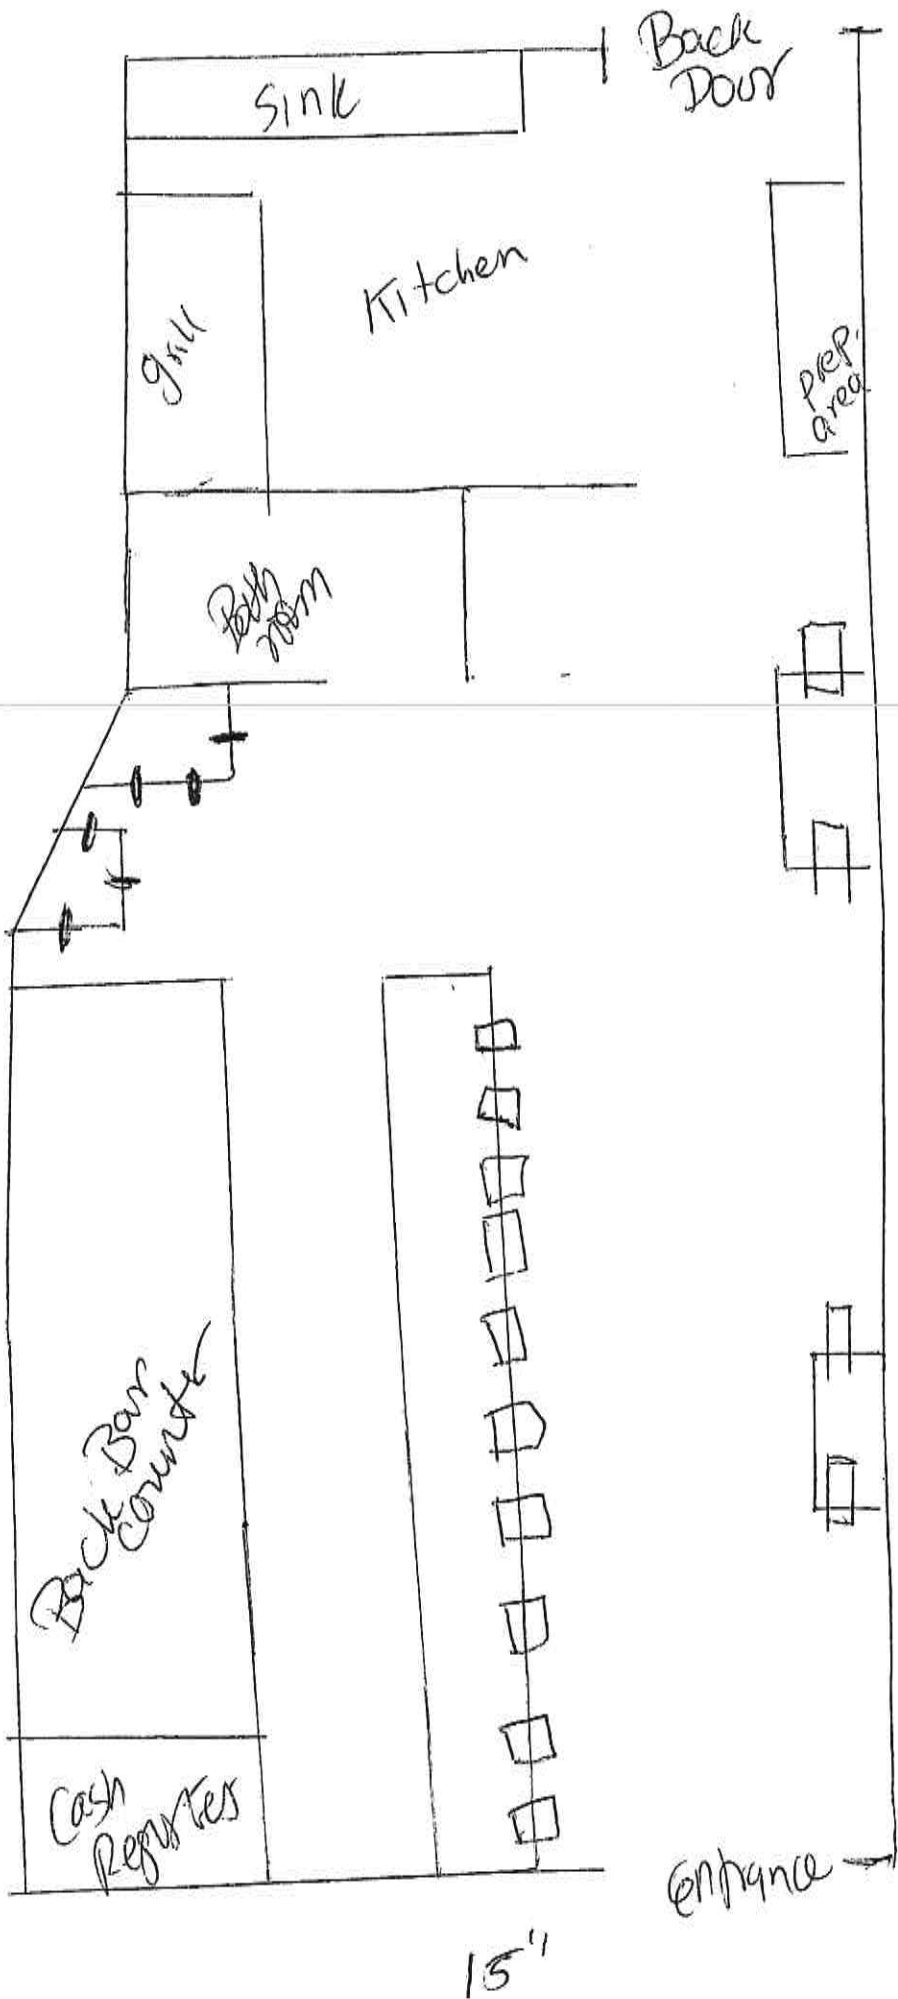 Back
Door
Sink
Kitchen
grill
prep.
area
Bath
room
Back Bar
counter
Cash
Register
Entrance
15"